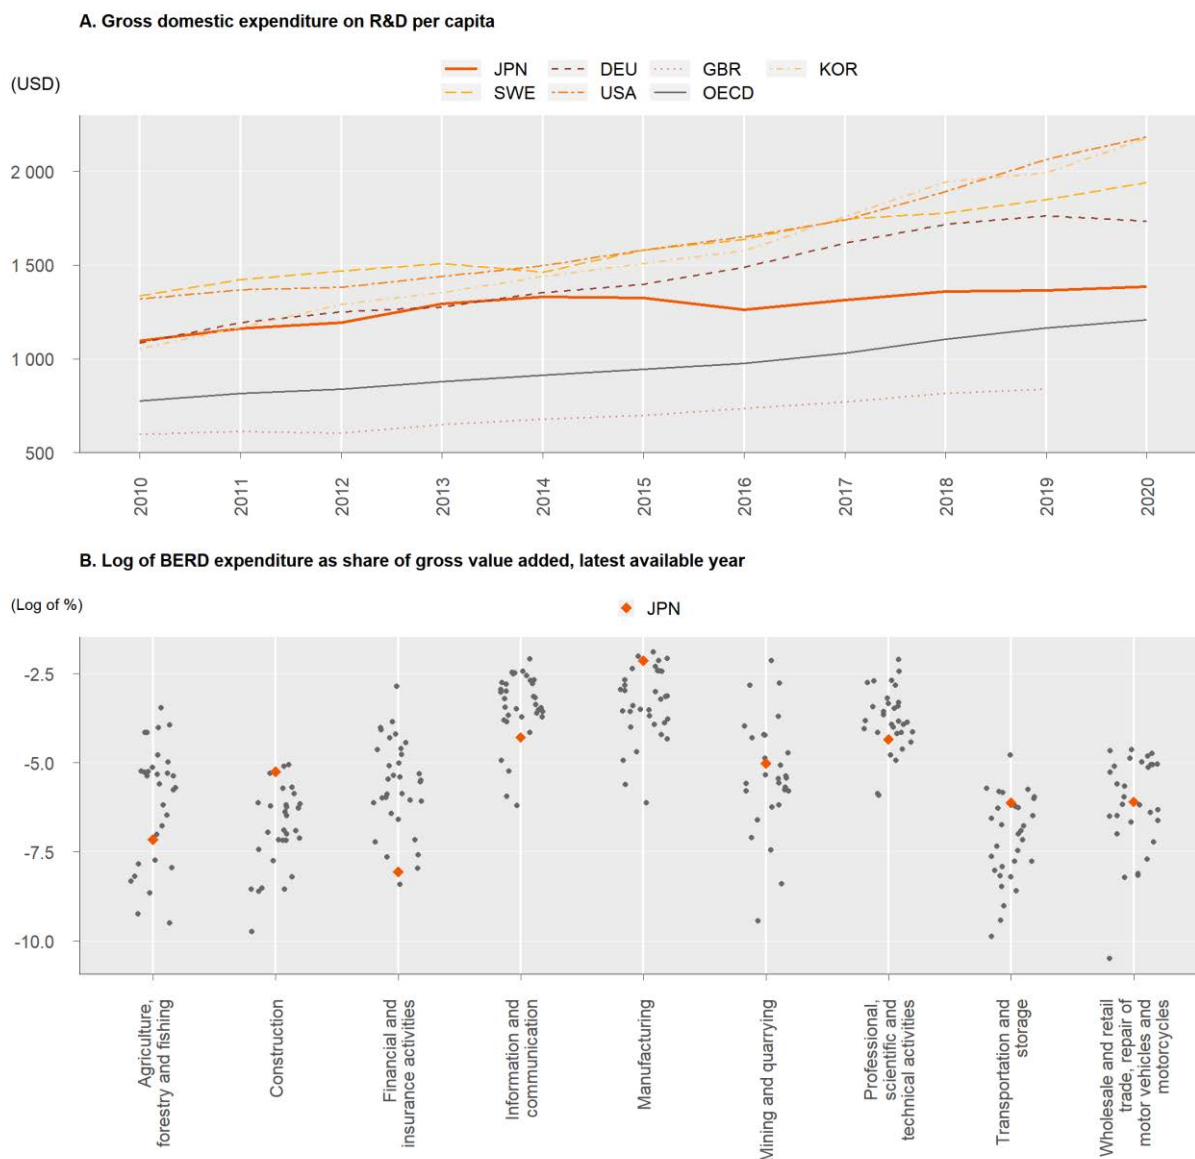 A. Gross domestic expenditure on R&D per capita
(USD)
JPN DEU GBR KOR
SWE USA OECD
2 000
1 500
1 000
500
2010 2011 2012 2013 2014 2015 2016 2017 2018 2019 2020
B. Log of BERD expenditure as share of gross value added, latest available year
(Log of %)
JPN
-2.5
-5.0
-7.5
-10.0
Agriculture,
forestry and fishing
Construction
Financial and
insurance activities
Information and
communication
Manufacturing
Mining and quarrying
Professional,
scientific and
technical activities
Transportation and
storage
Wholesale and retail
trade, repair of
motor vehicles and
motorcycles